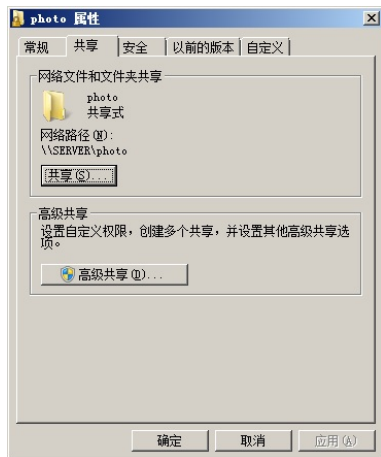 photo 属性
常规 共享 安全 以前的版本 自定义
网络文件和文件夹共享
photo
共享式
网络路径(N):
\\SERVER\photo
共享(S)...
高级共享
设置自定义权限，创建多个共享，并设置其他高级共享选
项。
高级共享(D)...
确定 取消 应用(A)